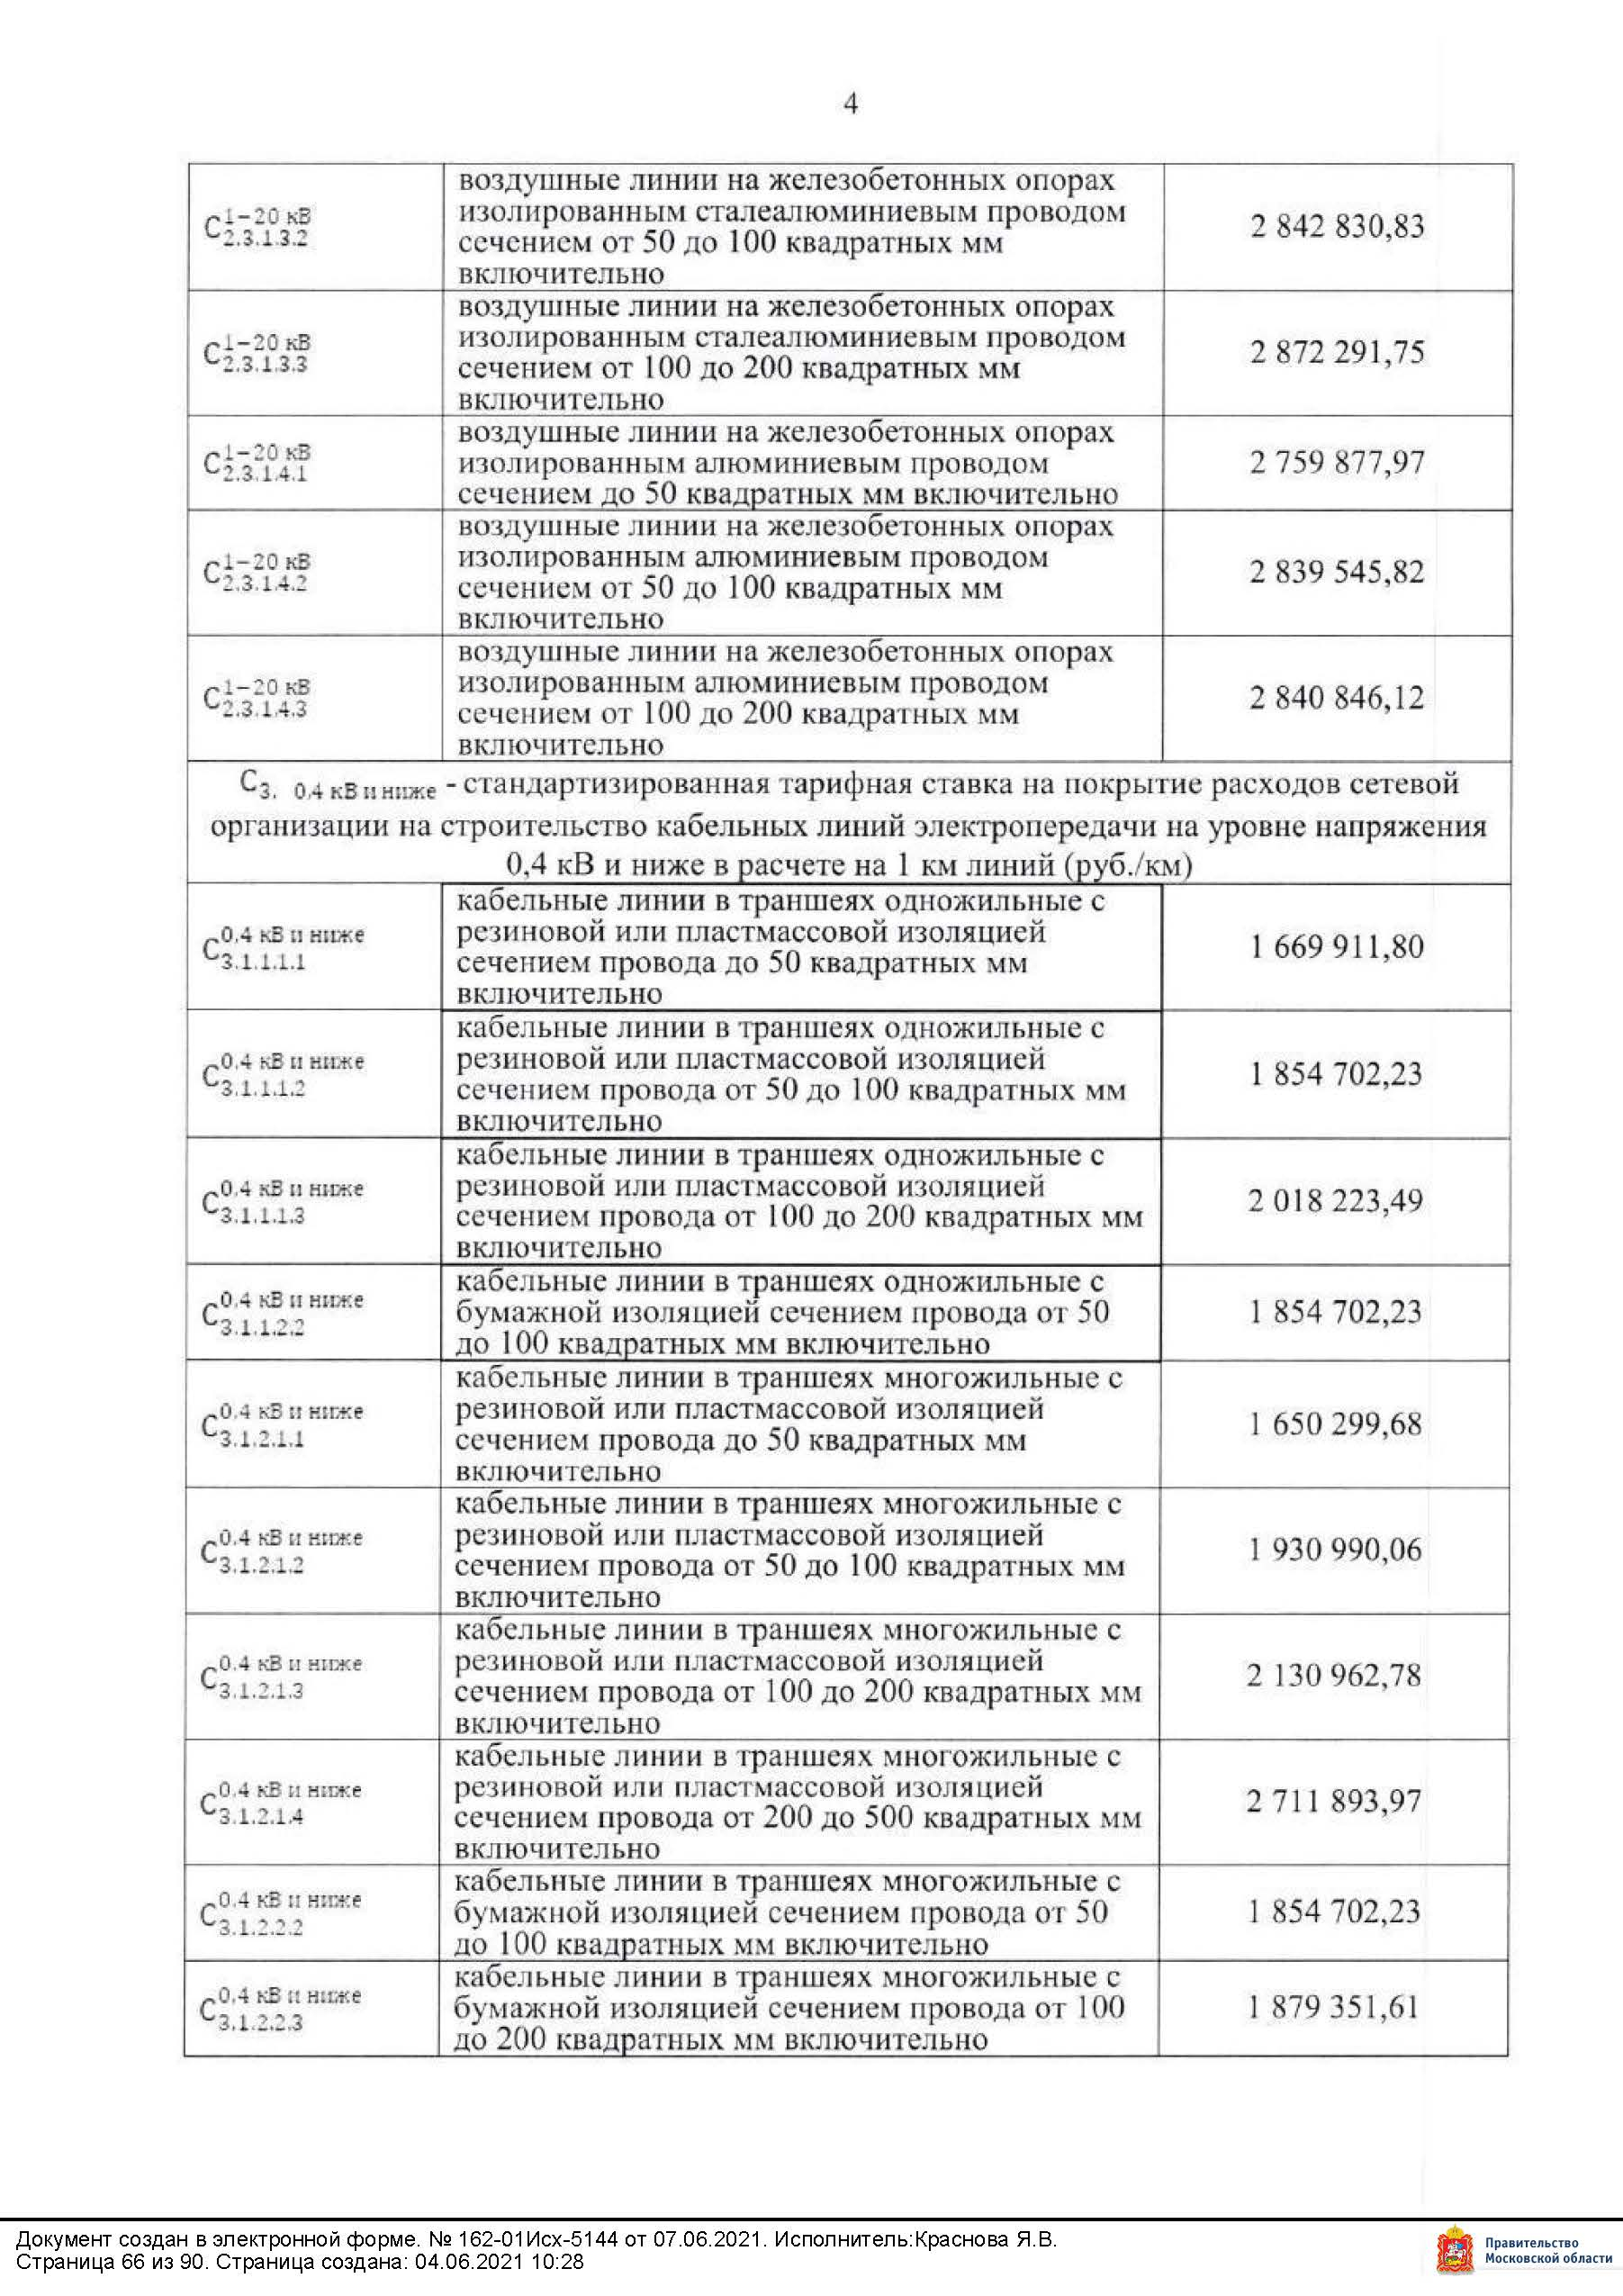 4
C 1–20 кВ 2.3.1.3.2
воздушные линии на железобетонных опорах
изолированным сталеалюминиевым проводом
сечением от 50 до 100 квадратных мм
включительно
2 842 830,83
C 1–20 кВ 2.3.1.3.3
воздушные линии на железобетонных опорах
изолированным сталеалюминиевым проводом
сечением от 100 до 200 квадратных мм
включительно
2 872 291,75
C 1–20 кВ 2.3.1.4.1
воздушные линии на железобетонных опорах
изолированным алюминиевым проводом
сечением до 50 квадратных мм включительно
2 759 877,97
C 1–20 кВ 2.3.1.4.2
воздушные линии на железобетонных опорах
изолированным алюминиевым проводом
сечением от 50 до 100 квадратных мм
включительно
2 839 545,82
C 1–20 кВ 2.3.1.4.3
воздушные линии на железобетонных опорах
изолированным алюминиевым проводом
сечением от 100 до 200 квадратных мм
включительно
2 840 846,12
C3. 0.4 кВ и ниже - стандартизированная тарифная ставка на покрытие расходов сетевой
организации на строительство кабельных линий электропередачи на уровне напряжения
0,4 кВ и ниже в расчете на 1 км линий (руб./км)
C 0,4 кВ и ниже 3.1.1.1.1
кабельные линии в траншеях одножильные с
резиновой или пластмассовой изоляцией
сечением провода до 50 квадратных мм
включительно
1 669 911,80
C 0,4 кВ и ниже 3.1.1.1.2
кабельные линии в траншеях одножильные с
резиновой или пластмассовой изоляцией
сечением провода от 50 до 100 квадратных мм
включительно
1 854 702,23
C 0,4 кВ и ниже 3.1.1.1.3
кабельные линии в траншеях одножильные с
резиновой или пластмассовой изоляцией
сечением провода от 100 до 200 квадратных мм
включительно
2 018 223,49
C 0,4 кВ и ниже 3.1.1.2.2
кабельные линии в траншеях одножильные с
бумажной изоляцией сечением провода от 50
до 100 квадратных мм включительно
1 854 702,23
C 0,4 кВ и ниже 3.1.2.1.1
кабельные линии в траншеях многожильные с
резиновой или пластмассовой изоляцией
сечением провода до 50 квадратных мм
включительно
1 650 299,68
C 0,4 кВ и ниже 3.1.2.1.2
кабельные линии в траншеях многожильные с
резиновой или пластмассовой изоляцией
сечением провода от 50 до 100 квадратных мм
включительно
1 930 990,06
C 0,4 кВ и ниже 3.1.2.1.3
кабельные линии в траншеях многожильные с
резиновой или пластмассовой изоляцией
сечением провода от 100 до 200 квадратных мм
включительно
2 130 962,78
C 0,4 кВ и ниже 3.1.2.1.4
кабельные линии в траншеях многожильные с
резиновой или пластмассовой изоляцией
сечением провода от 200 до 500 квадратных мм
включительно
2 711 893,97
C 0,4 кВ и ниже 3.1.2.2.2
кабельные линии в траншеях многожильные с
бумажной изоляцией сечением провода от 50
до 100 квадратных мм включительно
1 854 702,23
C 0,4 кВ и ниже 3.1.2.2.3
кабельные линии в траншеях многожильные с
бумажной изоляцией сечением провода от 100
до 200 квадратных мм включительно
1 879 351,61
Документ создан в электронной форме. № 162-01Исх-5144 от 07.06.2021. Исполнитель:Краснова Я.В.
Страница 66 из 90. Страница создана: 04.06.2021 10:28
Правительство
Московской области